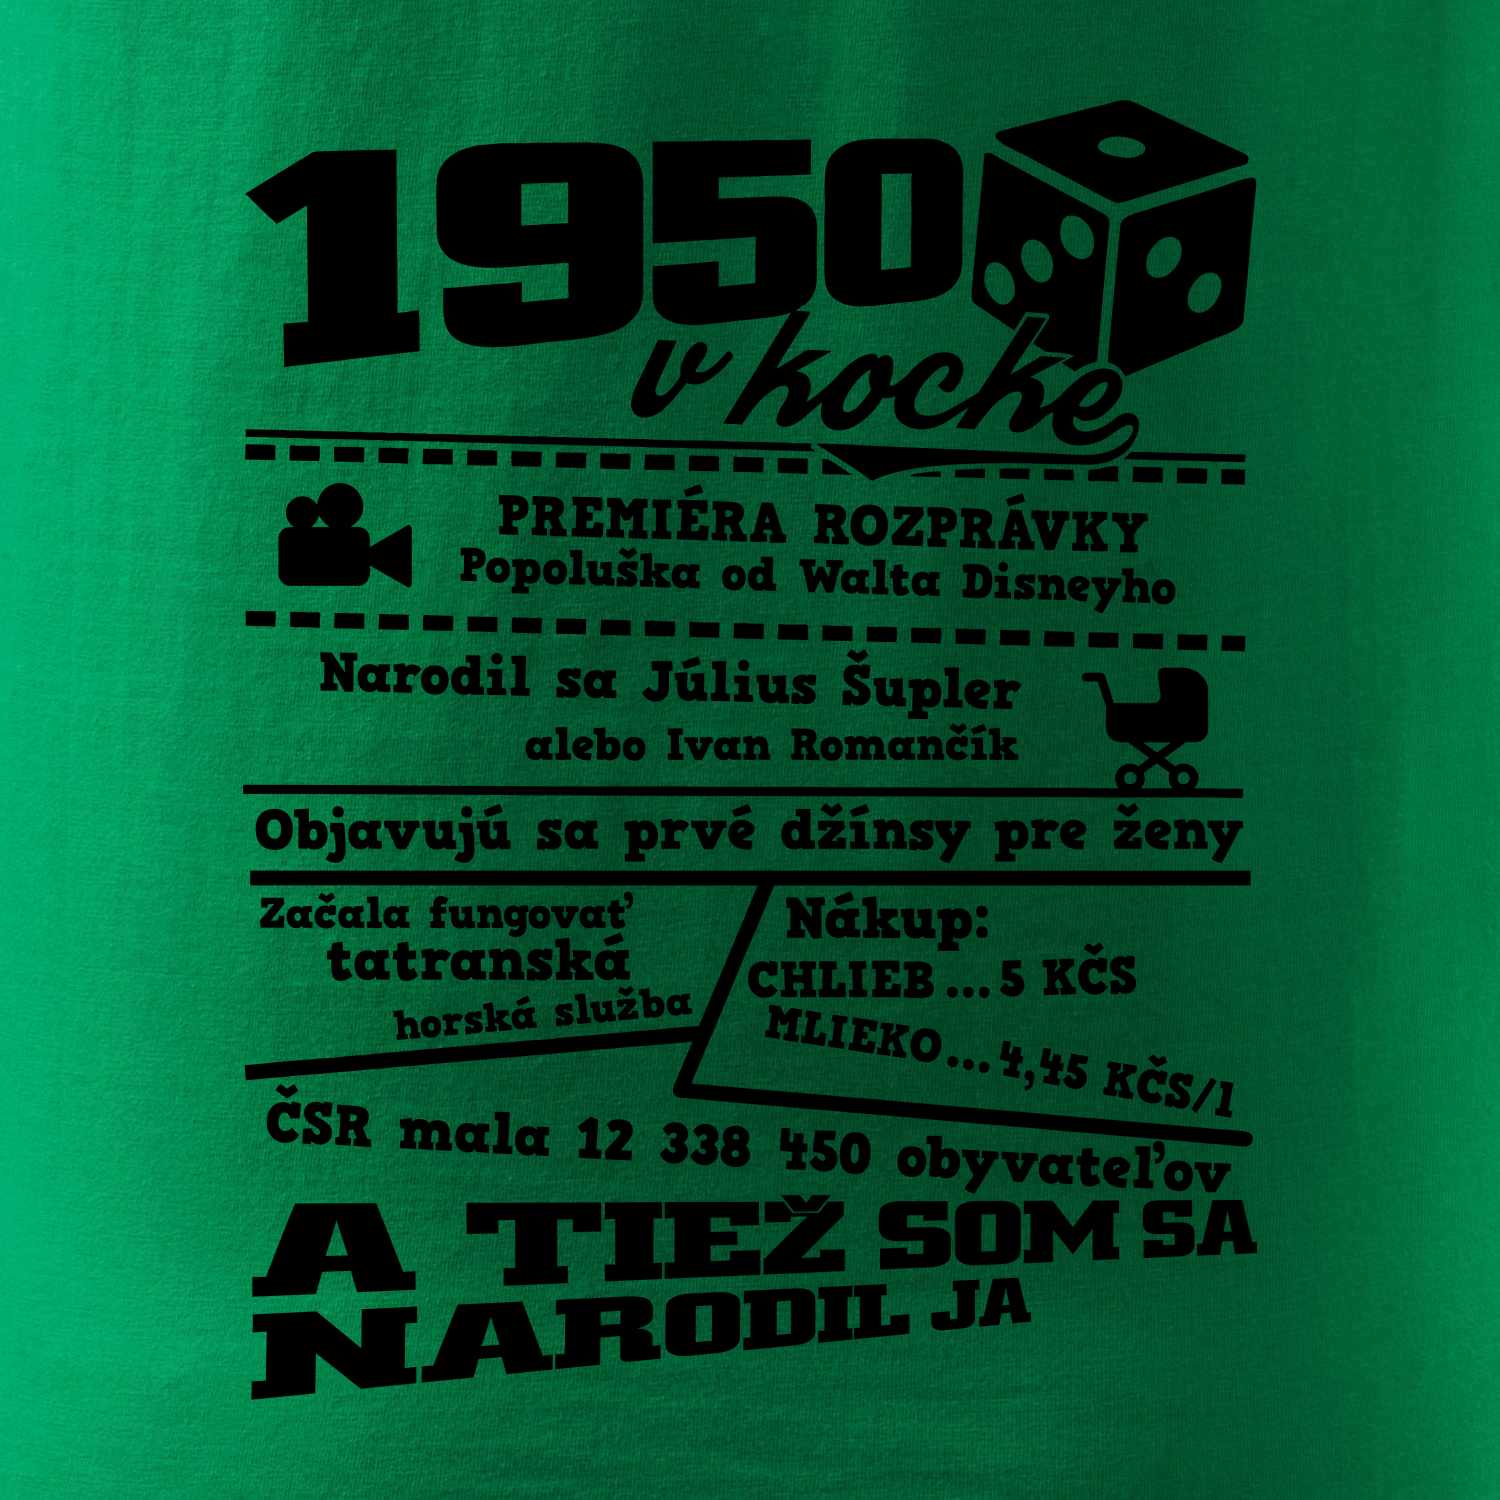 1950
v kocke
PREMIÉRA ROZPRÁVKY
Popoluška od Walta Disneyho
Narodil sa Július Šupler
alebo Ivan Romančík
Objavujú sa prvé džínsy pre ženy
Začala fungovať
tatranská
horská služba
Nákup:
CHLIEB...5 KČS
MLIEKO...4,45 KČS/l
ČSR mala 12 338 450 obyvateľov
A TIEŽ SOM SA
NARODIL JA